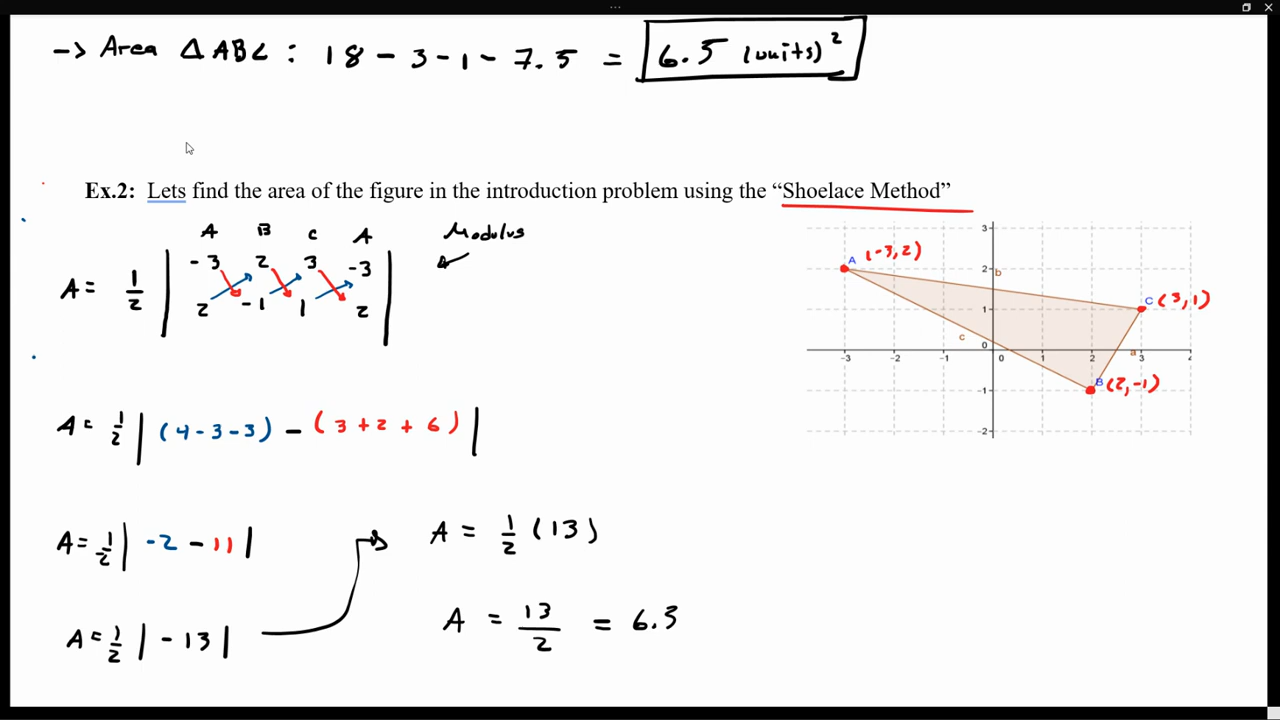 → Area ΔABC : 18 - 3 - 1 - 7.5 = 6.5 (units)²
Ex.2: Lets find the area of the figure in the introduction problem using the “Shoelace Method”
A B C A Modulus
A = 1/2 | -3 2 3 -3 |
2 -1 1 2
A = 1/2 | (4 - 3 - 3) - (3 + 2 + 6) |
A = 1/2 | -2 - 11 |
A = 1/2 | - 13 |
A = 1/2 (13)
A = 13/2 = 6.5
3
A (-3, 2)
2 b
C (3, 1)
1
c
0
a
-3 -2 -1 0 1 2 3 4
B (2, -1)
-1
-2